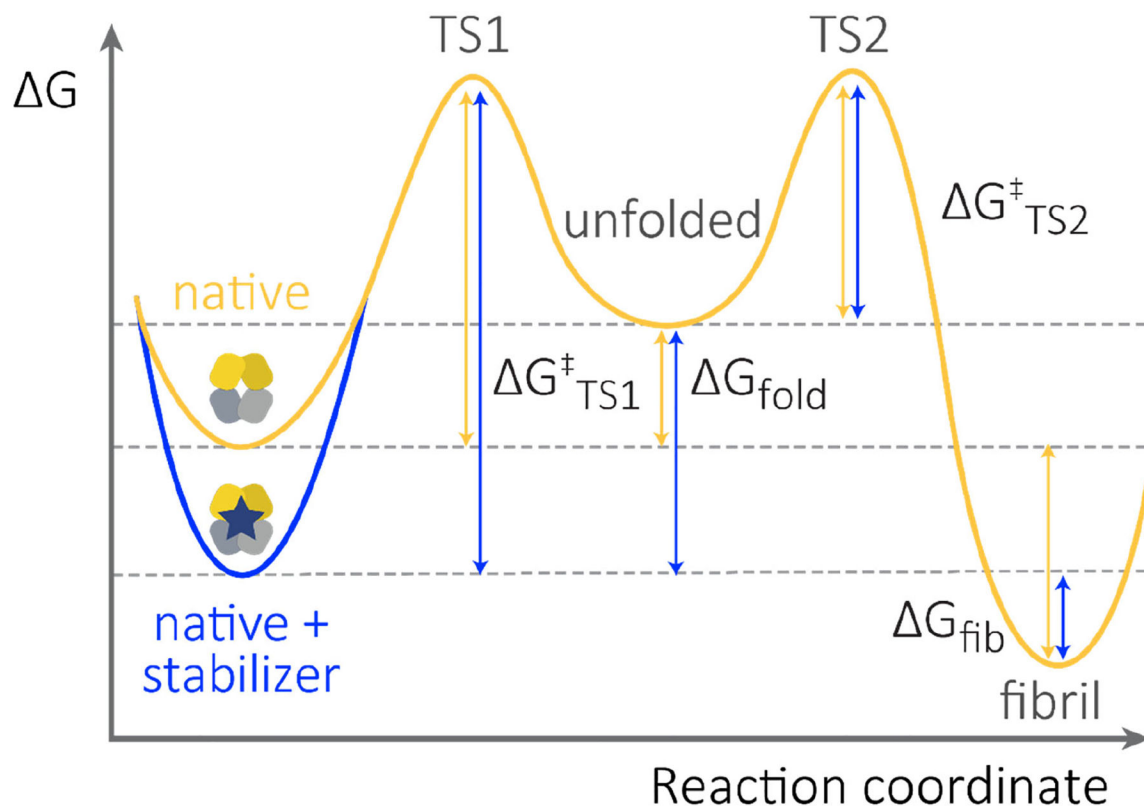 TS1
TS2
ΔG
ΔG‡TS2
unfolded
native
ΔG‡TS1
ΔGfold
native +
stabilizer
ΔGfib
fibril
Reaction coordinate